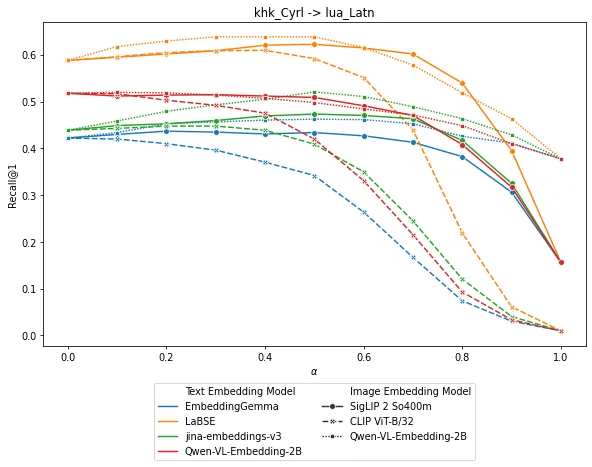 khk_Cyrl -> lua_Latn
Recall@1
0.6
0.5
0.4
0.3
0.2
0.1
0.0
0.0
0.2
0.4
0.6
0.8
1.0
α
Text Embedding Model
EmbeddingGemma
LaBSE
jina-embeddings-v3
Qwen-VL-Embedding-2B
Image Embedding Model
SigLIP 2 So400m
CLIP ViT-B/32
Qwen-VL-Embedding-2B